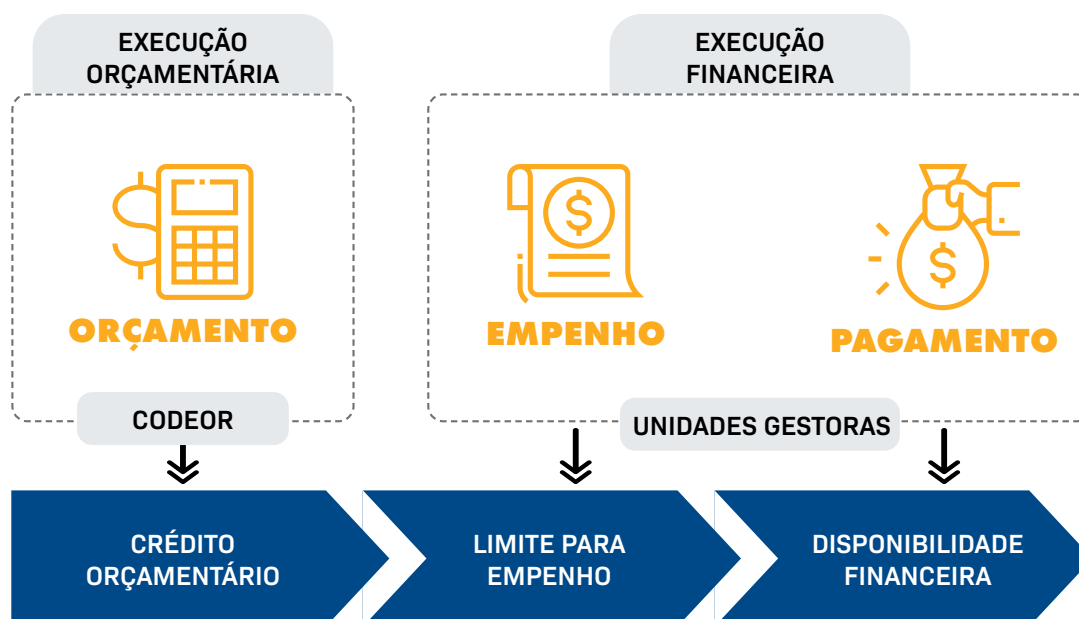 EXECUÇÃO
ORÇAMENTÁRIA
EXECUÇÃO
FINANCEIRA
$
$
$
ORÇAMENTO
EMPENHO
PAGAMENTO
CODEOR
UNIDADES GESTORAS
CRÉDITO
ORÇAMENTÁRIO
LIMITE PARA
EMPENHO
DISPONIBILIDADE
FINANCEIRA